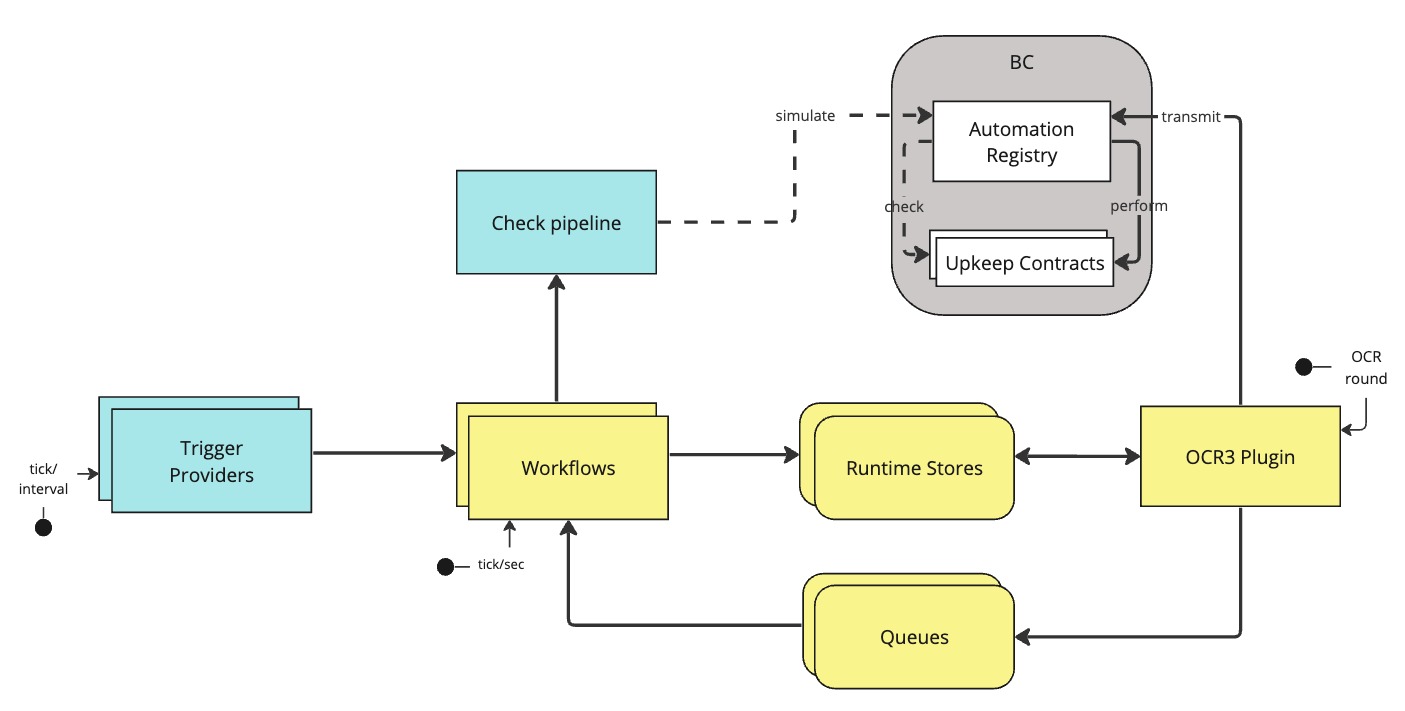 BC
simulate
Automation
Registry
transmit
Check pipeline
check
perform
Upkeep Contracts
OCR
round
Trigger
Providers
Workflows
Runtime Stores
OCR3 Plugin
tick/
interval
tick/sec
Queues